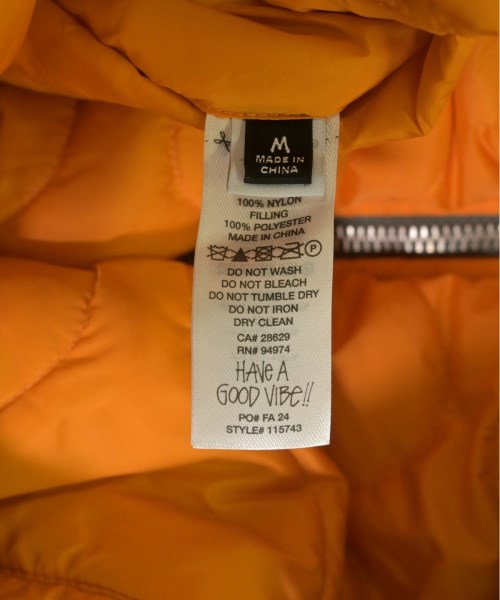 M
MADE IN
CHINA
100% NYLON
FILLING
100% POLYESTER
MADE IN CHINA
P
DO NOT WASH
DO NOT BLEACH
DO NOT TUMBLE DRY
DO NOT IRON
DRY CLEAN
CA# 28629
RN# 94974
HAVE A
GOOD VIBE!!
PO# FA 24
STYLE# 115743